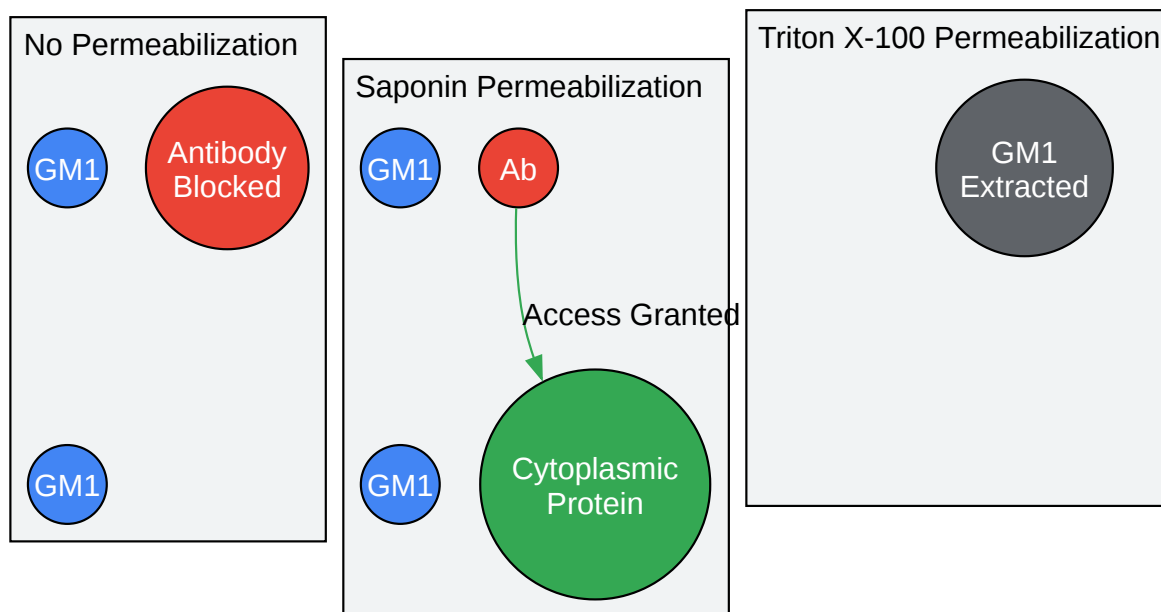 No Permeabilization
GM1
Antibody
Blocked
GM1
Saponin Permeabilization
GM1
Ab
Access Granted
GM1
Cytoplasmic
Protein
Triton X-100 Permeabilization
GM1
Extracted